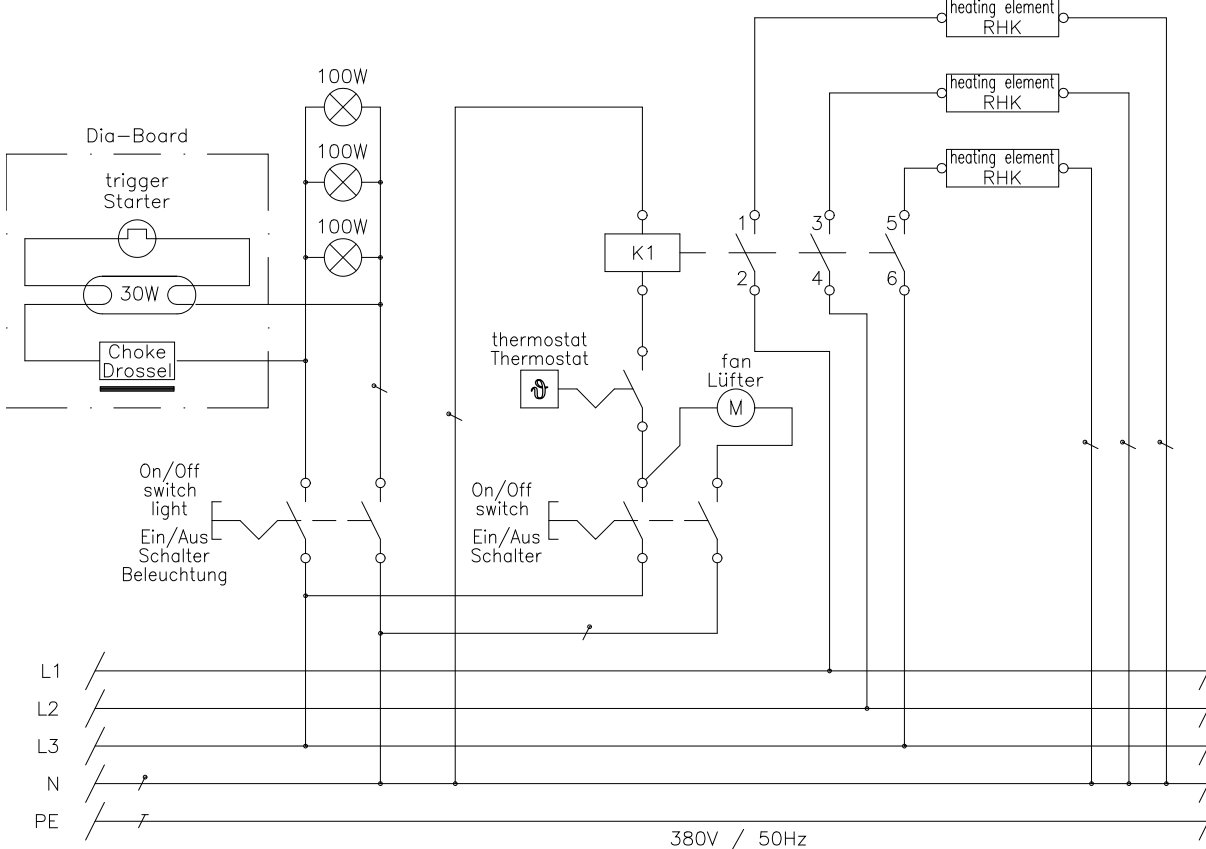 heating element
RHK
100W
heating element
RHK
Dia-Board
100W
heating element
RHK
trigger
Starter
100W
1
3
5
K1
2
4
6
30W
thermostat
Thermostat
Choke
Drossel
fan
Lüfter
ϑ
M
On/Off
switch
light
Ein/Aus
Schalter
Beleuchtung
On/Off
switch
Ein/Aus
Schalter
L1
L2
L3
N
PE
380V / 50Hz